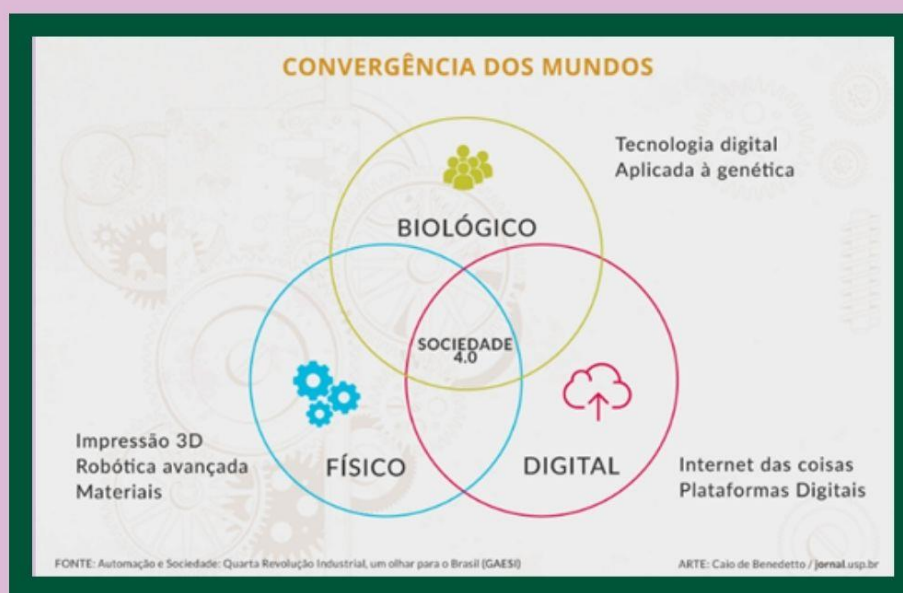 CONVERGÊNCIA DOS MUNDOS
Tecnologia digital
Aplicada à genética
BIOLÓGICO
SOCIEDADE
4.0
Impressão 3D
Robótica avançada
Materiais
FÍSICO
DIGITAL
Internet das coisas
Plataformas Digitais
FONTE: Automação e Sociedade: Quarta Revolução Industrial, um olhar para o Brasil (GAESI)
ARTE: Caio de Benedetto / jornal.usp.br